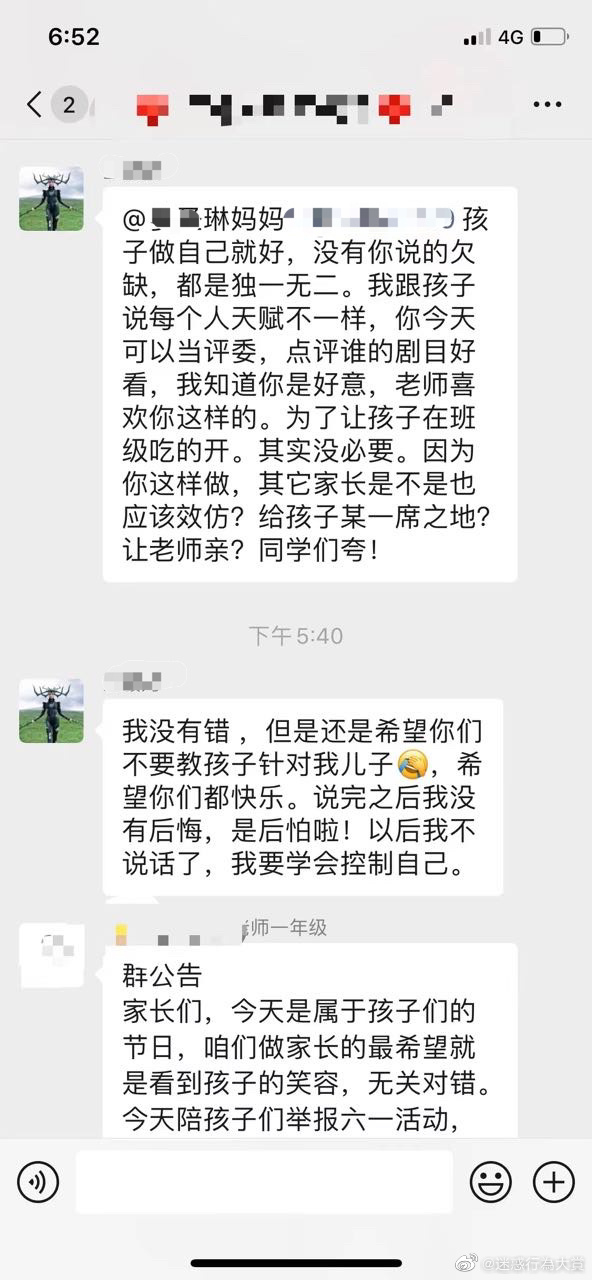 6:52
4G
2
@琳妈妈 孩
子做自己就好，没有你说的欠
缺，都是独一无二。我跟孩子
说每个人天赋不一样，你今天
可以当评委，点评谁的剧目好
看，我知道你是好意，老师喜
欢你这样的。为了让孩子在班
级吃的开。其实没必要。因为
你这样做，其它家长是不是也
应该效仿？给孩子某一席之地？
让老师亲？同学们夸！
下午5:40
我没有错 ，但是还是希望你们
不要教孩子针对我儿子🤦，希
望你们都快乐。说完之后我没
有后悔，是后怕啦！以后我不
说话了，我要学会控制自己。
师一年级
群公告
家长们，今天是属于孩子们的
节日，咱们做家长的最希望就
是看到孩子的笑容，无关对错。
今天陪孩子们举报六一活动，
@迷惑行為大賞